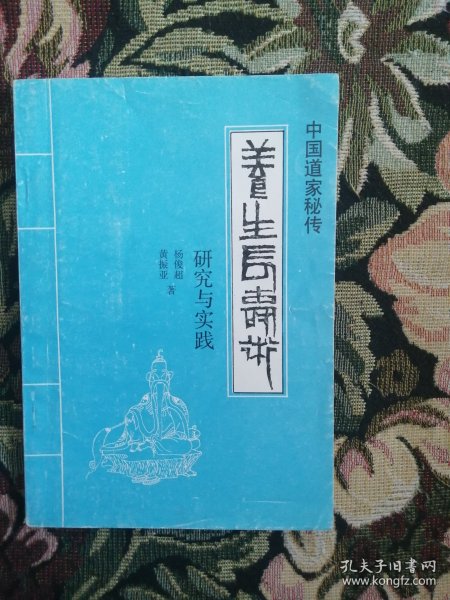 中国道家秘传
养生长寿术
研究与实践
杨俊超
黄振亚
著
孔夫子旧书网
www.kongfz.com